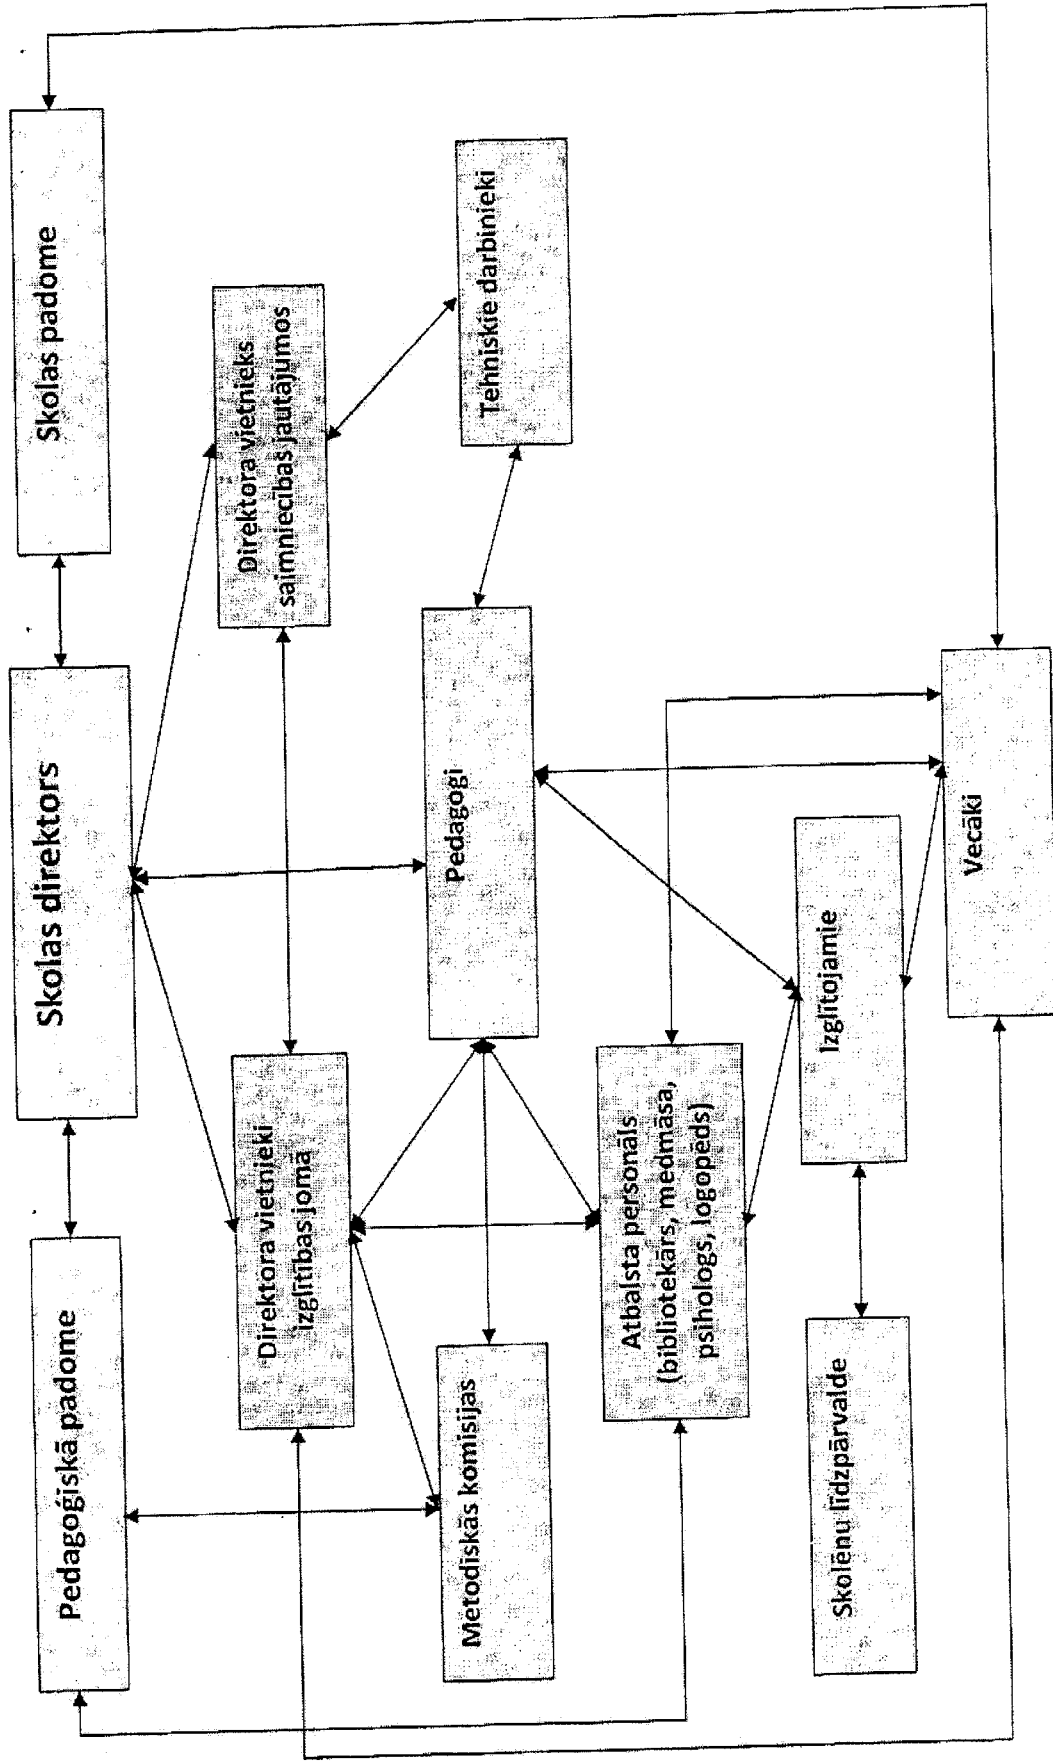 Pedagoģiskā padome
Skolas direktors
Skolas padome
Direktora vietnieki
izglītības jomā
Direktora vietnieks
saimniecības jautājumos
Metodiskās komisijas
Pedagogi
Tehniskie darbinieki
Atbalsta personāls
(bibliotekārs, medmāsa,
psihologs, logopēds)
Skolēnu līdzpārvalde
Izglītojamie
Vecāki